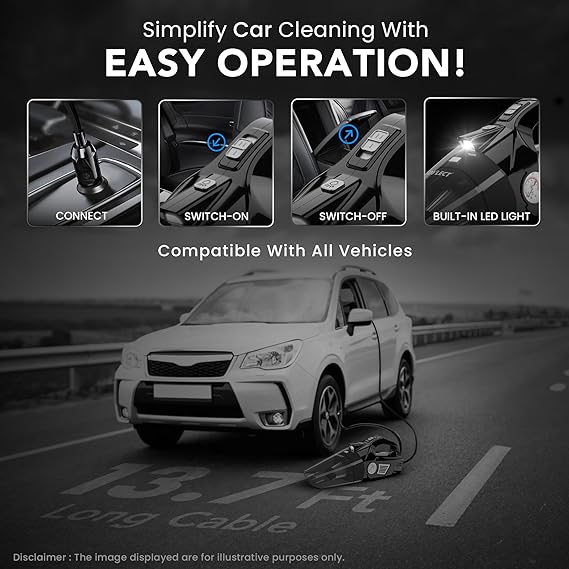 Simplify Car Cleaning With
EASY OPERATION!
CONNECT
SWITCH-ON
SWITCH-OFF
BUILT-IN LED LIGHT
Compatible With All Vehicles
13.7 Ft
Long Cable
Disclaimer : The image displayed are for illustrative purposes only.